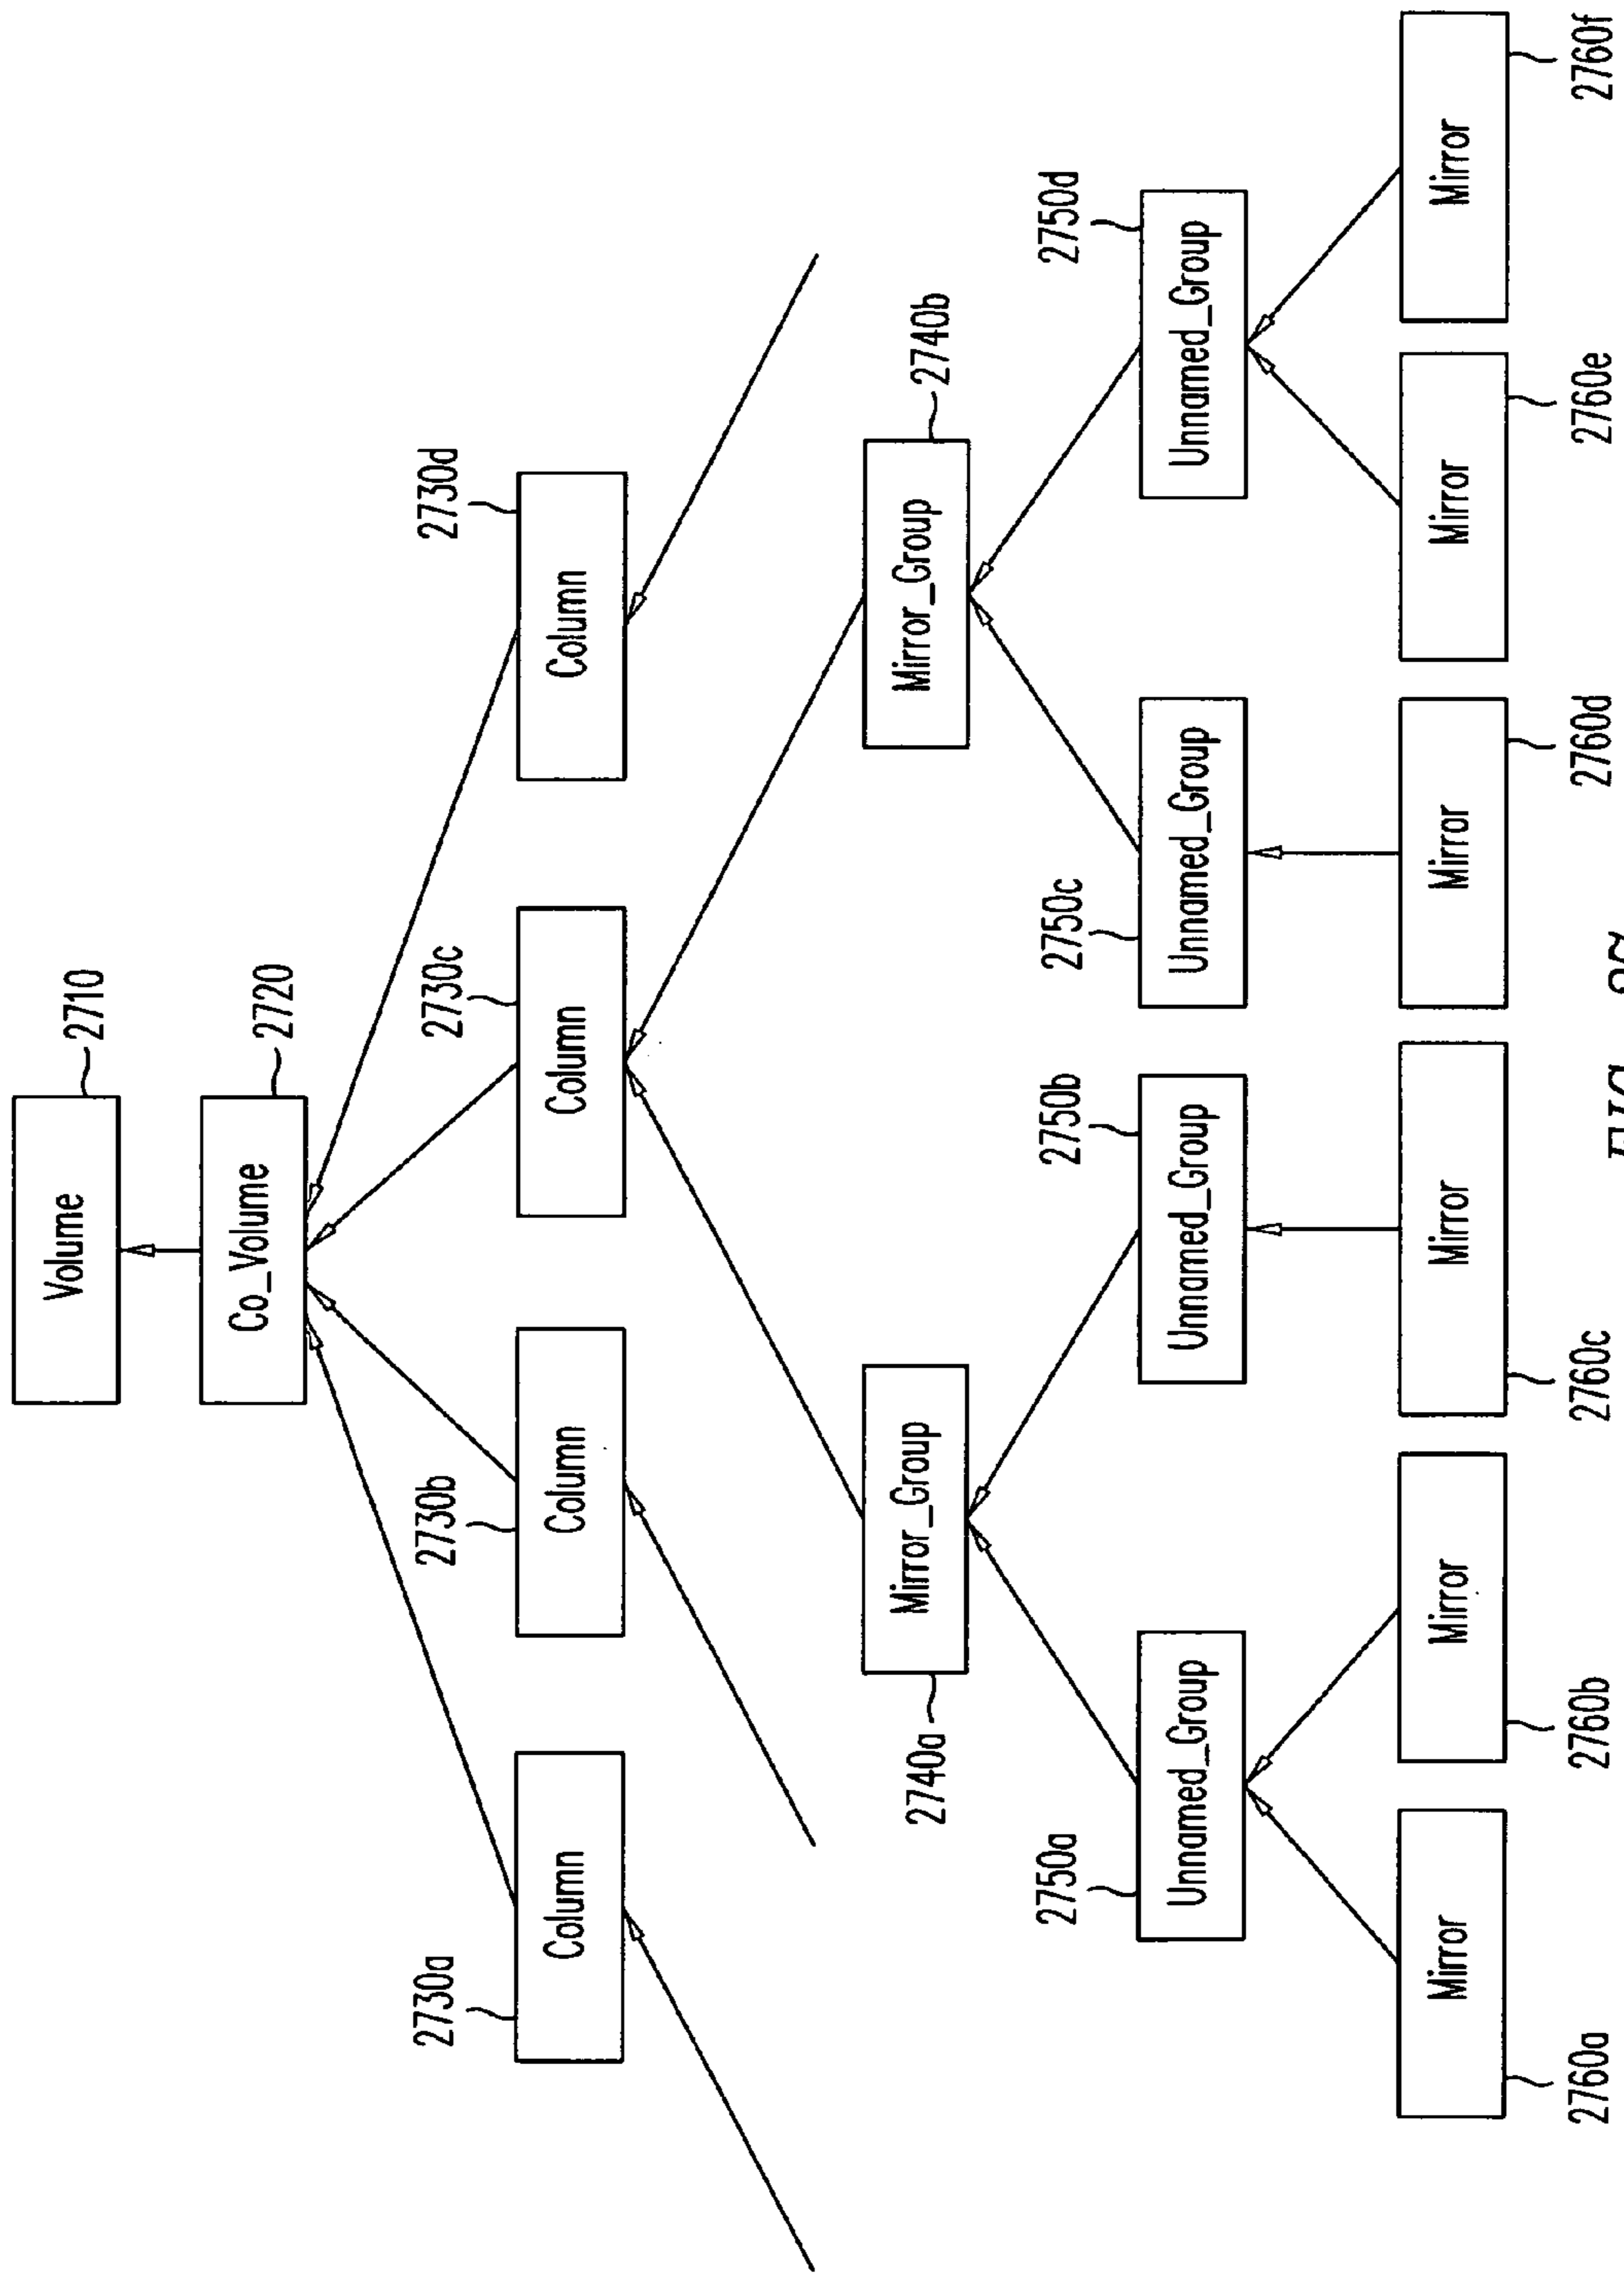 Volume
2710
Co_Volume
2720
2730a
Column
2730b
Column
2730c
Column
2730d
Column
2740a
Mirror_Group
2740b
Mirror_Group
2750a
Unnamed_Group
2750b
Unnamed_Group
2750c
Unnamed_Group
2750d
Unnamed_Group
Mirror
Mirror
Mirror
Mirror
Mirror
Mirror
2760a
2760b
2760c
2760d
2760e
2760f
FIG.